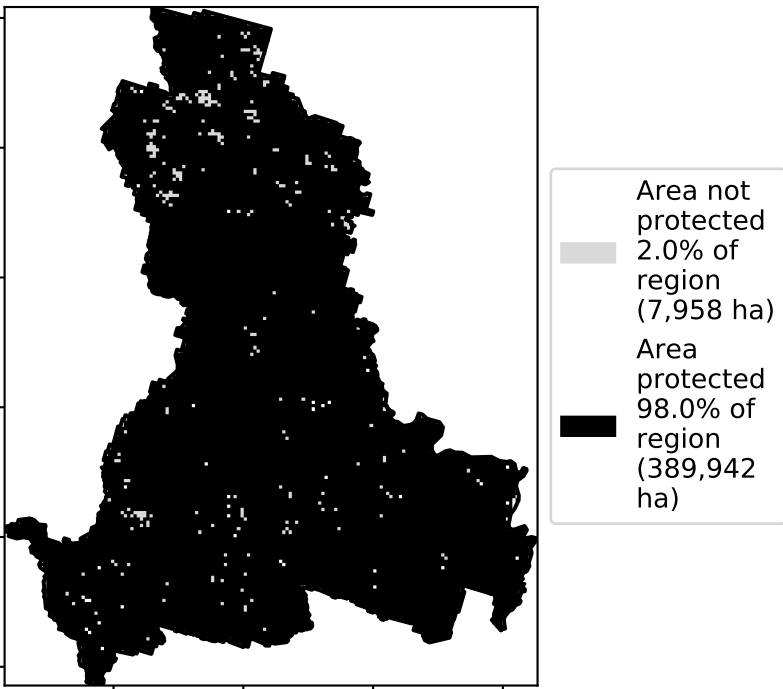 Area not
protected
2.0% of
region
(7,958 ha)
Area
protected
98.0% of
region
(389,942
ha)